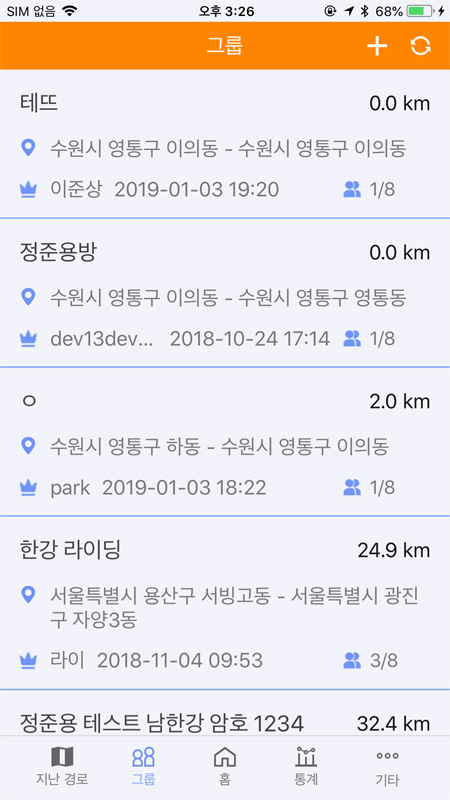 SIM 없음 오후 3:26 68%
그룹
테뜨 0.0 km
수원시 영통구 이의동 - 수원시 영통구 이의동
이준상 2019-01-03 19:20 1/8
정준용방 0.0 km
수원시 영통구 이의동 - 수원시 영통구 영통동
dev13dev... 2018-10-24 17:14 1/8
ㅇ 2.0 km
수원시 영통구 하동 - 수원시 영통구 이의동
park 2019-01-03 18:22 1/8
한강 라이딩 24.9 km
서울특별시 용산구 서빙고동 - 서울특별시 광진
구 자양3동
라이 2018-11-04 09:53 3/8
정준용 테스트 남한강 암호 1234 32.4 km
지난 경로 그룹 홈 통계 기타